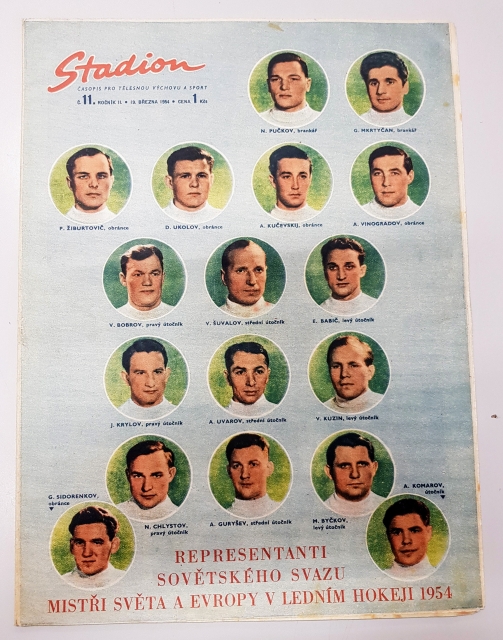 Stadion
ČASOPIS PRO TĚLESNOU VÝCHOVU A SPORT
Č. 11. ROČNÍK II. • 10. BŘEZNA 1954 • CENA 1 Kčs
N. PUČKOV, brankář
G. MKRTYČAN, brankář
P. ŽIBURTOVIČ, obránce
D. UKOLOV, obránce
A. KUČEVSKIJ, obránce
A. VINOGRADOV, obránce
V. BOBROV, pravý útočník
V. ŠUVALOV, střední útočník
E. BABIČ, levý útočník
J. KRYLOV, pravý útočník
A. UVAROV, střední útočník
V. KUZIN, levý útočník
G. SIDORENKOV,
obránce
N. CHLYSTOV,
pravý útočník
A. GURYŠEV, střední útočník
M. BYČKOV,
levý útočník
A. KOMAROV,
útočník
REPRESENTANTI
SOVĚTSKÉHO SVAZU
MISTŘI SVĚTA A EVROPY V LEDNÍM HOKEJI 1954